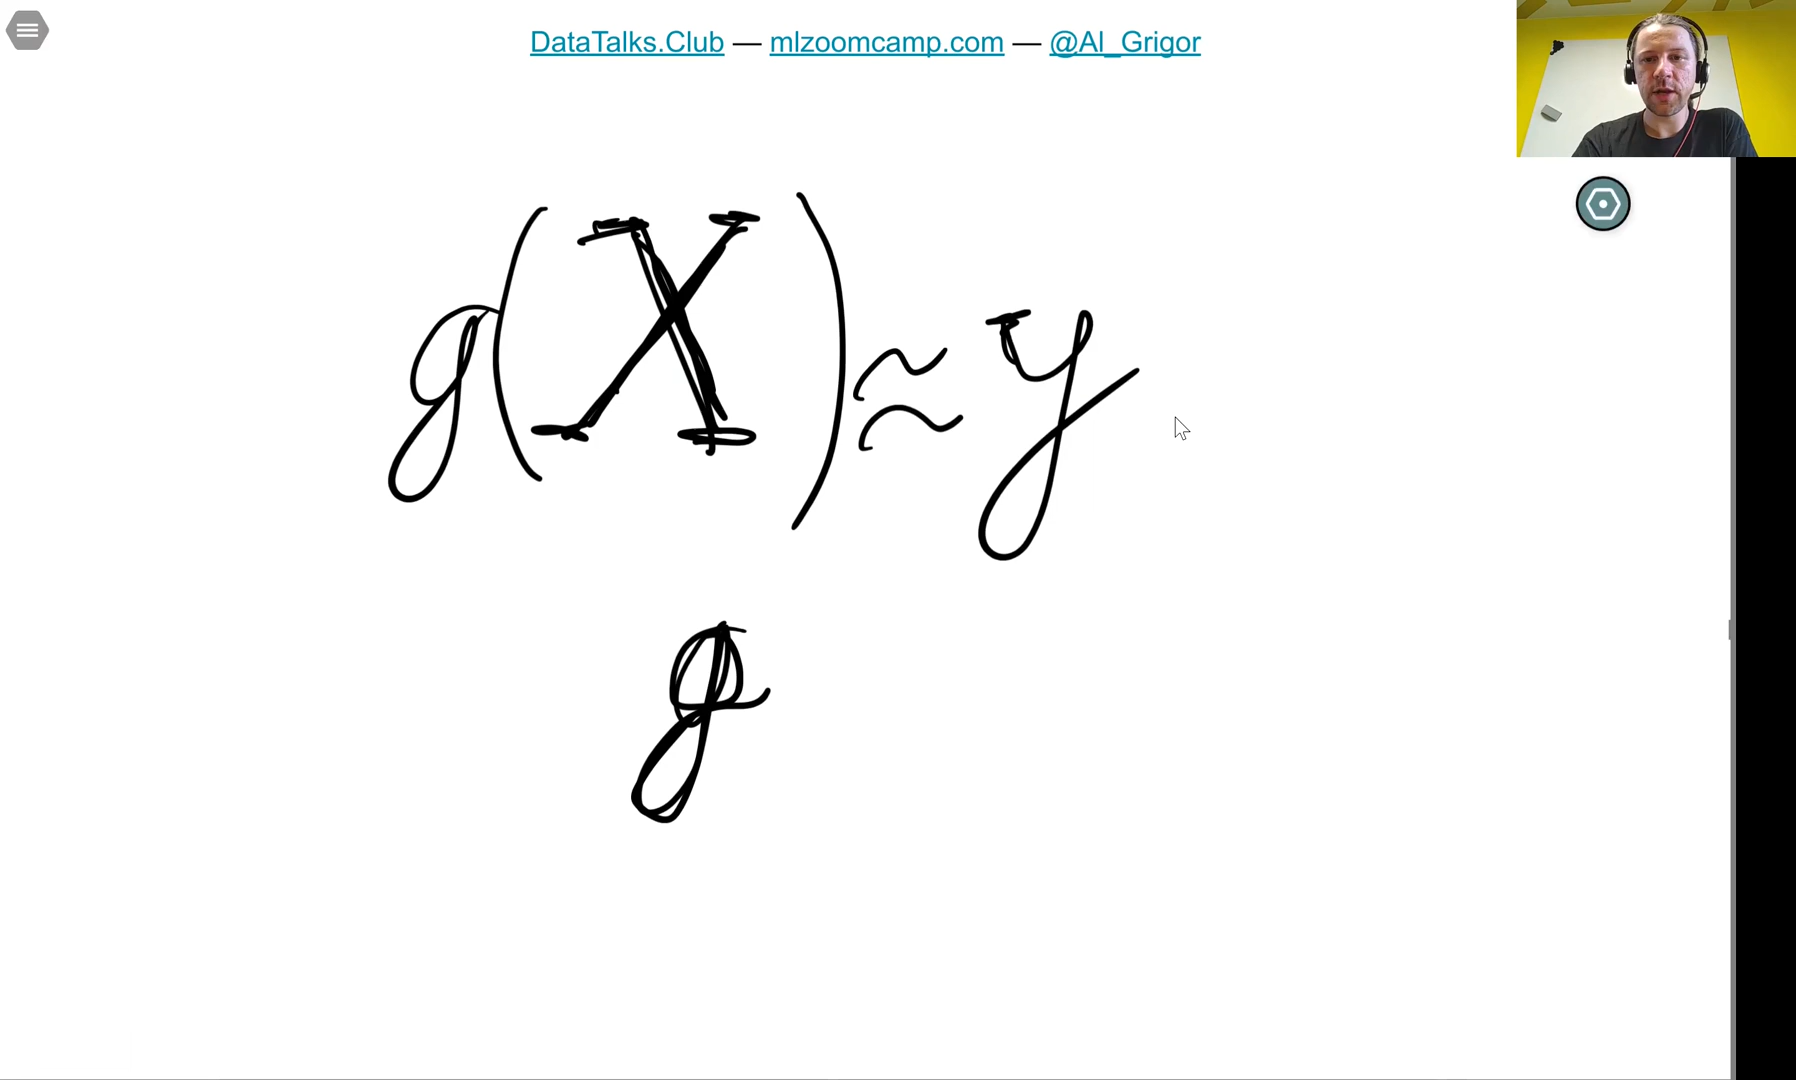 DataTalks.Club — mlzoomcamp.com — @Al_Grigor
g(X) ≈ y
g